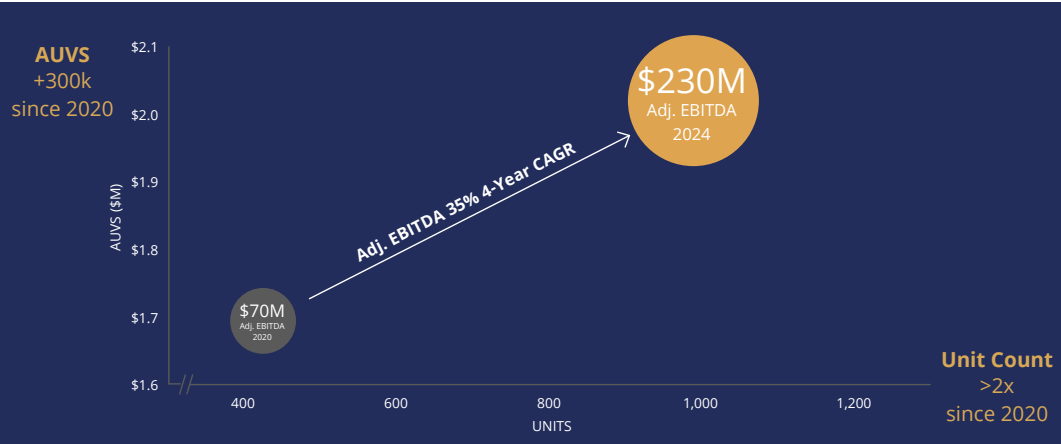 AUVS
+300k
since 2020
AUVS ($M)
$2.1
$2.0
$1.9
$1.8
$1.7
$1.6
$230M
Adj. EBITDA
2024
Adj. EBITDA 35% 4-Year CAGR
$70M
Adj. EBITDA
2020
400
600
800
1,000
1,200
UNITS
Unit Count
>2x
since 2020